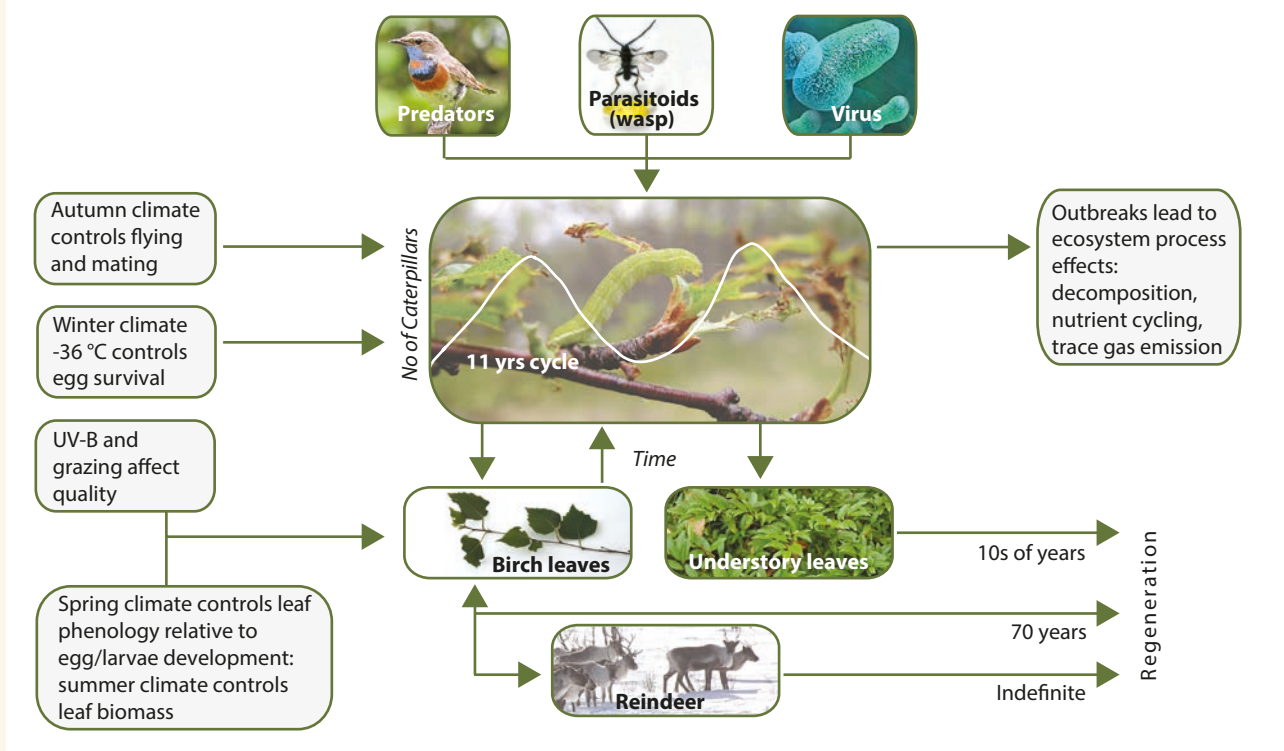 Predators
Parasitoids
(wasp)
Virus
Autumn climate
controls flying
and mating
Winter climate
-36 °C controls
egg survival
UV-B and
grazing affect
quality
Spring climate controls leaf
phenology relative to
egg/larvae development:
summer climate controls
leaf biomass
No of Caterpillars
11 yrs cycle
Time
Outbreaks lead to
ecosystem process
effects:
decomposition,
nutrient cycling,
trace gas emission
Birch leaves
Understory leaves
Reindeer
10s of years
70 years
Indefinite
Regeneration